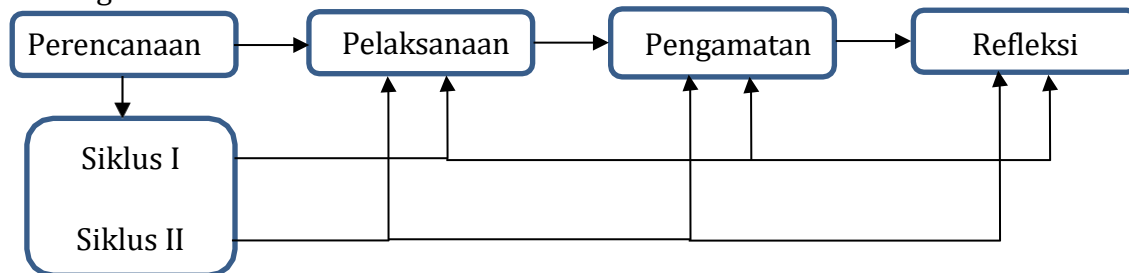 Perencanaan
Pelaksanaan
Pengamatan
Refleksi
Siklus I
Siklus II